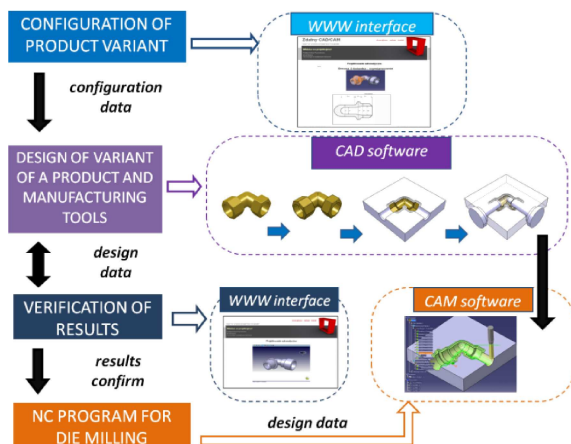 CONFIGURATION OF
PRODUCT VARIANT
WWW interface
configuration
data
DESIGN OF VARIANT
OF A PRODUCT AND
MANUFACTURING
TOOLS
CAD software
design
data
VERIFICATION OF
RESULTS
WWW interface
CAM software
results
confirm
NC PROGRAM FOR
DIE MILLING
design data